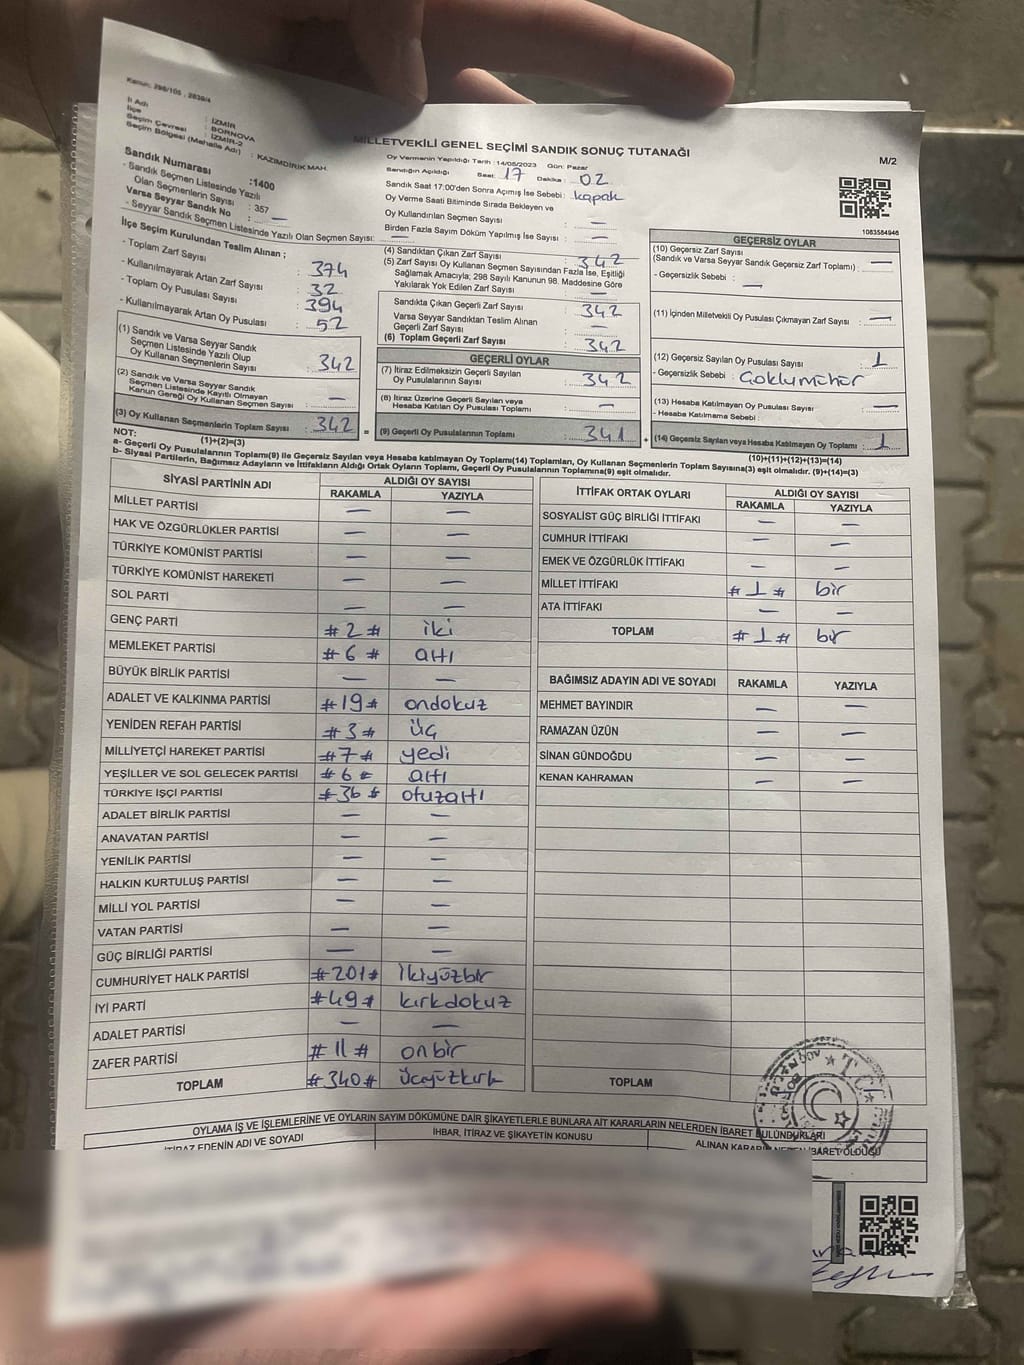 Kanun: 298/105 , 2839/4
İl Adı : İZMİR
İlçe : BORNOVA
Seçim Çevresi : İZMİR-2
Seçim Bölgesi (Mahalle Adı) : KAZIMDİRİK MAH.
MİLLETVEKİLİ GENEL SEÇİMİ SANDIK SONUÇ TUTANAĞI
M/2
1083584946
Sandık Numarası :1400
- Sandık Seçmen Listesinde Yazılı
Olan Seçmenlerin Sayısı : 357
Varsa Seyyar Sandık No : —
- Seyyar Sandık Seçmen Listesinde Yazılı Olan Seçmen Sayısı: —
Oy Vermenin Yapıldığı Tarih :14/05/2023 Gün: Pazar
Sandığın Açıldığı Saat: 17 Dakika: 02
Sandık Saat 17:00'den Sonra Açılmış İse Sebebi: kapak
Oy Verme Saati Bitiminde Sırada Bekleyen ve
Oy Kullandırılan Seçmen Sayısı : —
Birden Fazla Sayım Döküm Yapılmış İse Sayısı : —
İlçe Seçim Kurulundan Teslim Alınan ;
- Toplam Zarf Sayısı : 374
- Kullanılmayarak Artan Zarf Sayısı : 32
- Toplam Oy Pusulası Sayısı : 394
- Kullanılmayarak Artan Oy Pusulası : 52
(1) Sandık ve Varsa Seyyar Sandık
Seçmen Listesinde Yazılı Olup
Oy Kullanan Seçmenlerin Sayısı : 342
(2) Sandık ve Varsa Seyyar Sandık
Seçmen Listesinde Kayıtlı Olmayan
Kanun Gereği Oy Kullanan Seçmen Sayısı : —
(3) Oy Kullanan Seçmenlerin Toplam Sayısı : 342
(4) Sandıktan Çıkan Zarf Sayısı : 342
(5) Zarf Sayısı Oy Kullanan Seçmen Sayısından Fazla İse, Eşitliği
Sağlamak Amacıyla, 298 Sayılı Kanunun 98. Maddesine Göre
Yakılarak Yok Edilen Zarf Sayısı : —
Sandıkta Çıkan Geçerli Zarf Sayısı : 342
Varsa Seyyar Sandıktan Teslim Alınan
Geçerli Zarf Sayısı : —
(6) Toplam Geçerli Zarf Sayısı : 342
GEÇERLİ OYLAR
(7) İtiraz Edilmeksizin Geçerli Sayılan
Oy Pusulalarının Sayısı : 342
(8) İtiraz Üzerine Geçerli Sayılan veya
Hesaba Katılan Oy Pusulası Toplamı : —
= (9) Geçerli Oy Pusulalarının Toplamı : 341 +
GEÇERSİZ OYLAR
(10) Geçersiz Zarf Sayısı
(Sandık ve Varsa Seyyar Sandık Geçersiz Zarf Toplamı) : —
- Geçersizlik Sebebi : —
(11) İçinden Milletvekili Oy Pusulası Çıkmayan Zarf Sayısı : —
(12) Geçersiz Sayılan Oy Pusulası Sayısı : 1
- Geçersizlik Sebebi : Çoklumühür
(13) Hesaba Katılmayan Oy Pusulası Sayısı : —
- Hesaba Katılmama Sebebi :
(14) Geçersiz Sayılan veya Hesaba Katılmayan Oy Toplamı : 1
NOT: (1)+(2)=(3) (10)+(11)+(12)+(13)=(14)
a- Geçerli Oy Pusulalarının Toplamı(9) ile Geçersiz Sayılan veya Hesaba katılmayan Oy Toplamı(14) Toplamları, Oy Kullanan Seçmenlerin Toplam Sayısına(3) eşit olmalıdır. (9)+(14)=(3)
b- Siyasi Partilerin, Bağımsız Adayların ve İttifakların Aldığı Ortak Oyların Toplamı, Geçerli Oy Pusulalarının Toplamına(9) eşit olmalıdır.
SİYASİ PARTİNİN ADI ALDIĞI OY SAYISI
RAKAMLA YAZIYLA
MİLLET PARTİSİ — —
HAK VE ÖZGÜRLÜKLER PARTİSİ — —
TÜRKİYE KOMÜNİST PARTİSİ — —
TÜRKİYE KOMÜNİST HAREKETİ — —
SOL PARTİ — —
GENÇ PARTİ #2# iki
MEMLEKET PARTİSİ #6# altı
BÜYÜK BİRLİK PARTİSİ — —
ADALET VE KALKINMA PARTİSİ #19# ondokuz
YENİDEN REFAH PARTİSİ #3# üç
MİLLİYETÇİ HAREKET PARTİSİ #7# yedi
YEŞİLLER VE SOL GELECEK PARTİSİ #6# altı
TÜRKİYE İŞÇİ PARTİSİ #36# otuzaltı
ADALET BİRLİK PARTİSİ — —
ANAVATAN PARTİSİ — —
YENİLİK PARTİSİ — —
HALKIN KURTULUŞ PARTİSİ — —
MİLLİ YOL PARTİSİ — —
VATAN PARTİSİ — —
GÜÇ BİRLİĞİ PARTİSİ — —
CUMHURİYET HALK PARTİSİ #201# ikiyüzbir
İYİ PARTİ #49# kırkdokuz
ADALET PARTİSİ — —
ZAFER PARTİSİ #11# onbir
TOPLAM #340# üçyüzkırk
İTTİFAK ORTAK OYLARI ALDIĞI OY SAYISI
RAKAMLA YAZIYLA
SOSYALİST GÜÇ BİRLİĞİ İTTİFAKI — —
CUMHUR İTTİFAKI — —
EMEK VE ÖZGÜRLÜK İTTİFAKI — —
MİLLET İTTİFAKI #1# bir
ATA İTTİFAKI — —
TOPLAM #1# bir
BAĞIMSIZ ADAYIN ADI VE SOYADI RAKAMLA YAZIYLA
MEHMET BAYINDIR — —
RAMAZAN ÜZÜN — —
SİNAN GÜNDOĞDU — —
KENAN KAHRAMAN — —
TOPLAM
T.C.
OYLAMA İŞ VE İŞLEMLERİNE VE OYLARIN SAYIM DÖKÜMÜNE DAİR ŞİKAYETLERLE BUNLARA AİT KARARLARIN NELERDEN İBARET BULUNDUKLARI
İTİRAZ EDENİN ADI VE SOYADI İHBAR, İTİRAZ VE ŞİKAYETİN KONUSU ALINAN KARARIN NEDEN İBARET OLDUĞU